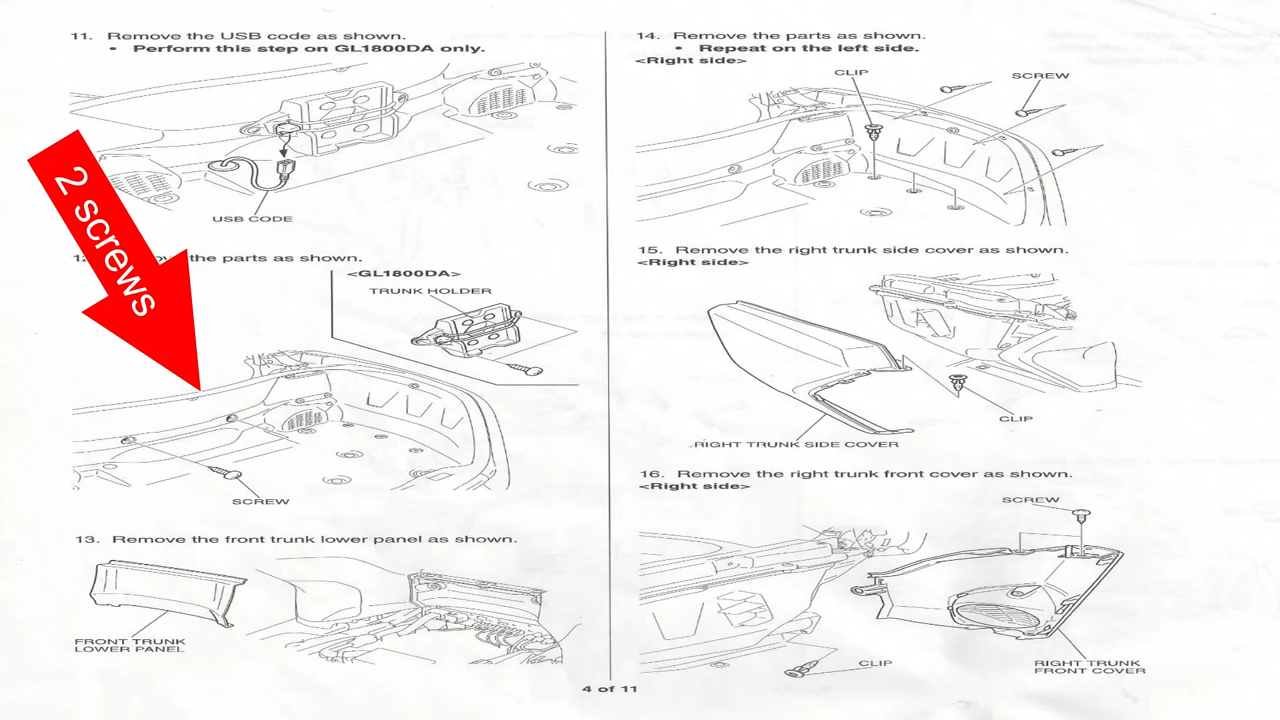 11. Remove the USB code as shown.
• Perform this step on GL1800DA only.
USB CODE
2 screws
the parts as shown.
<GL1800DA>
TRUNK HOLDER
SCREW
13. Remove the front trunk lower panel as shown.
FRONT TRUNK
LOWER PANEL
14. Remove the parts as shown.
• Repeat on the left side.
<Right side>
CLIP
SCREW
15. Remove the right trunk side cover as shown.
<Right side>
CLIP
RIGHT TRUNK SIDE COVER
16. Remove the right trunk front cover as shown.
<Right side>
SCREW
CLIP
RIGHT TRUNK
FRONT COVER
4 of 11